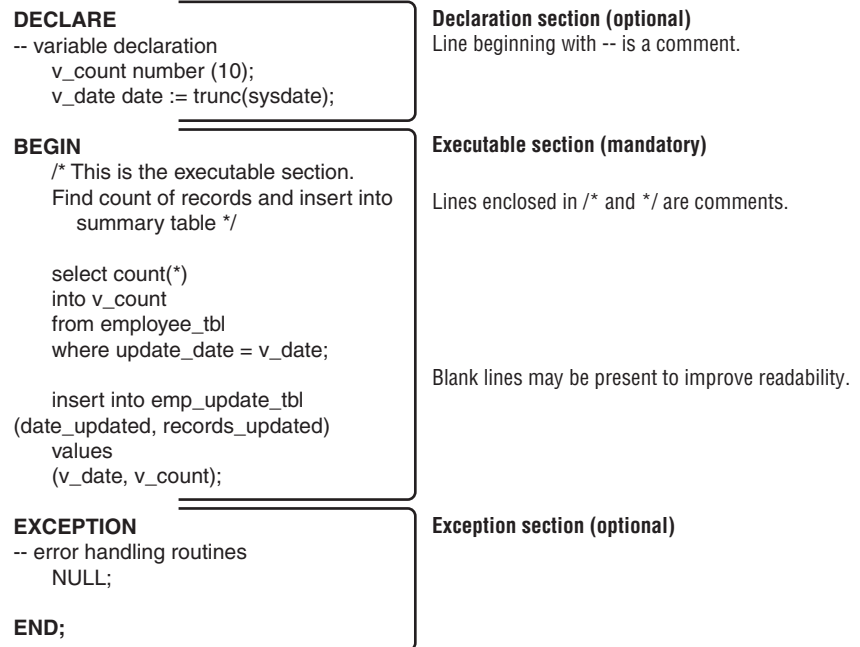 DECLARE
-- variable declaration
v_count number (10);
v_date date := trunc(sysdate);
Declaration section (optional)
Line beginning with -- is a comment.
BEGIN
/* This is the executable section.
Find count of records and insert into
summary table */
select count(*)
into v_count
from employee_tbl
where update_date = v_date;
insert into emp_update_tbl
(date_updated, records_updated)
values
(v_date, v_count);
Executable section (mandatory)
Lines enclosed in /* and */ are comments.
Blank lines may be present to improve readability.
EXCEPTION
-- error handling routines
NULL;
END;
Exception section (optional)